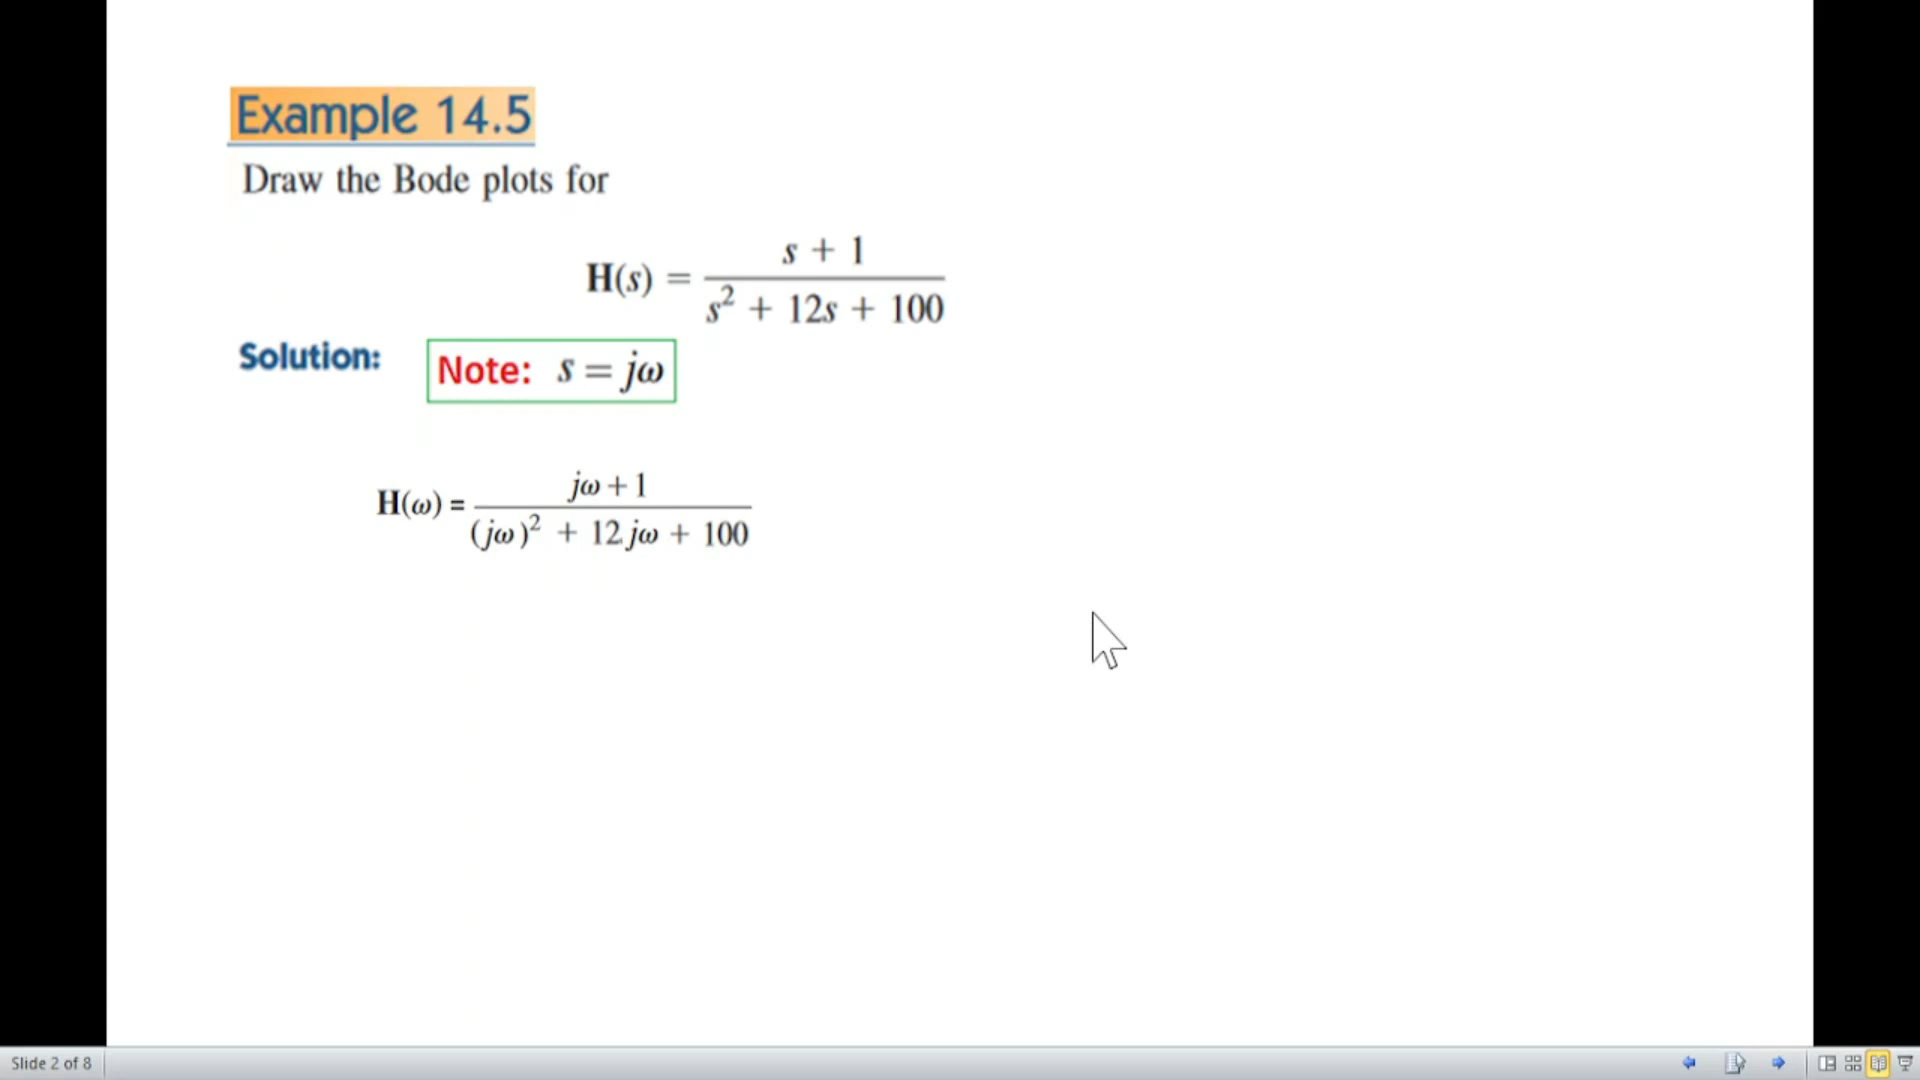 Example 14.5
Draw the Bode plots for
H(s) = (s + 1) / (s² + 12s + 100)
Solution:
Note: s = jω
H(ω) = (jω + 1) / ((jω)² + 12jω + 100)
Slide 2 of 8